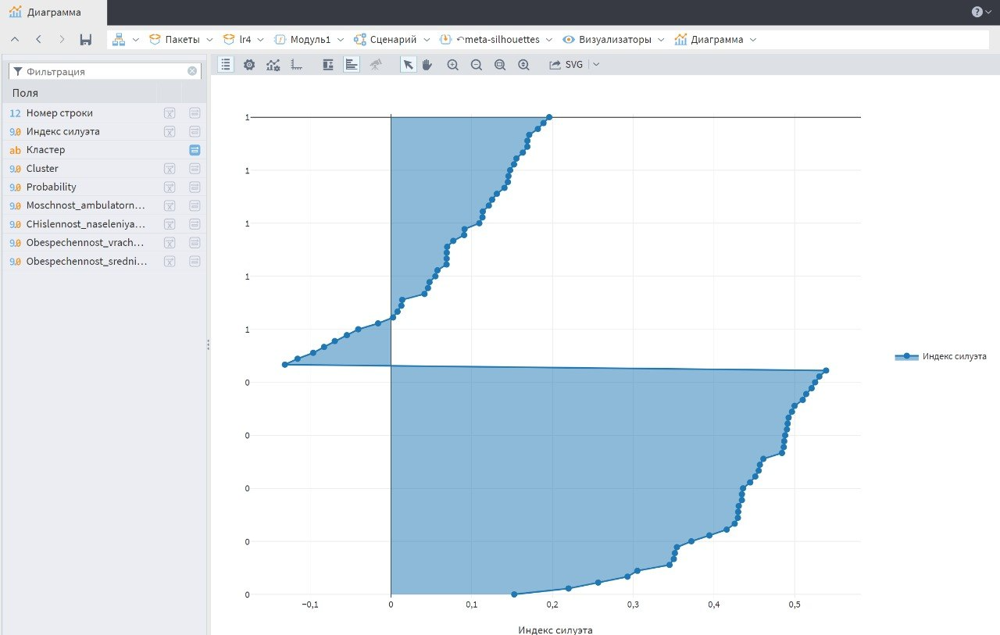 Диаграмма
?
Пакеты lr4 Модуль1 Сценарий ↶meta-silhouettes Визуализаторы Диаграмма
Фильтрация
SVG
Поля
12 Номер строки
9.0 Индекс силуэта
ab Кластер
9.0 Cluster
9.0 Probability
9.0 Moschnost_ambulatorn...
9.0 CHislennost_naseleniya...
9.0 Obespechennost_vrach...
9.0 Obespechennost_sredni...
1
1
1
1
1
0
0
0
0
0
−0,1 0 0,1 0,2 0,3 0,4 0,5
Индекс силуэта
Индекс силуэта